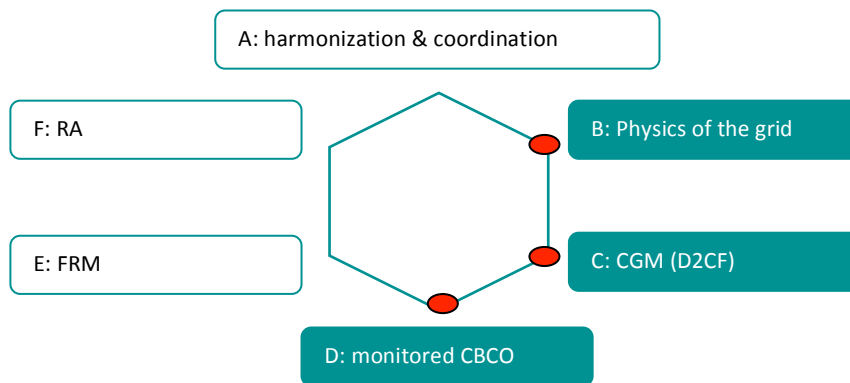 A: harmonization & coordination
F: RA
B: Physics of the grid
E: FRM
C: CGM (D2CF)
D: monitored CBCO